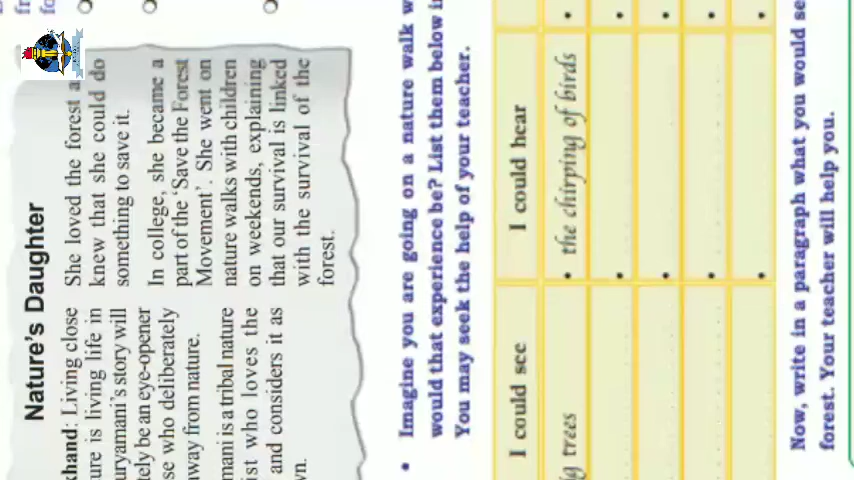 Nature's Daughter
khand: Living close
ure is living life in
uryamani's story will
tely be an eye-opener
se who deliberately
way from nature.
mani is a tribal nature
ist who loves the
and considers it as
wn.
She loved the forest a
knew that she could do
something to save it.
In college, she became a
part of the 'Save the Forest
Movement'. She went on
nature walks with children
on weekends, explaining
that our survival is linked
with the survival of the
forest.
• Imagine you are going on a nature walk w
would that experience be? List them below in
You may seek the help of your teacher.
I could see
I could hear
trees
• the chirping of birds
Now, write in a paragraph what you would se
forest. Your teacher will help you.